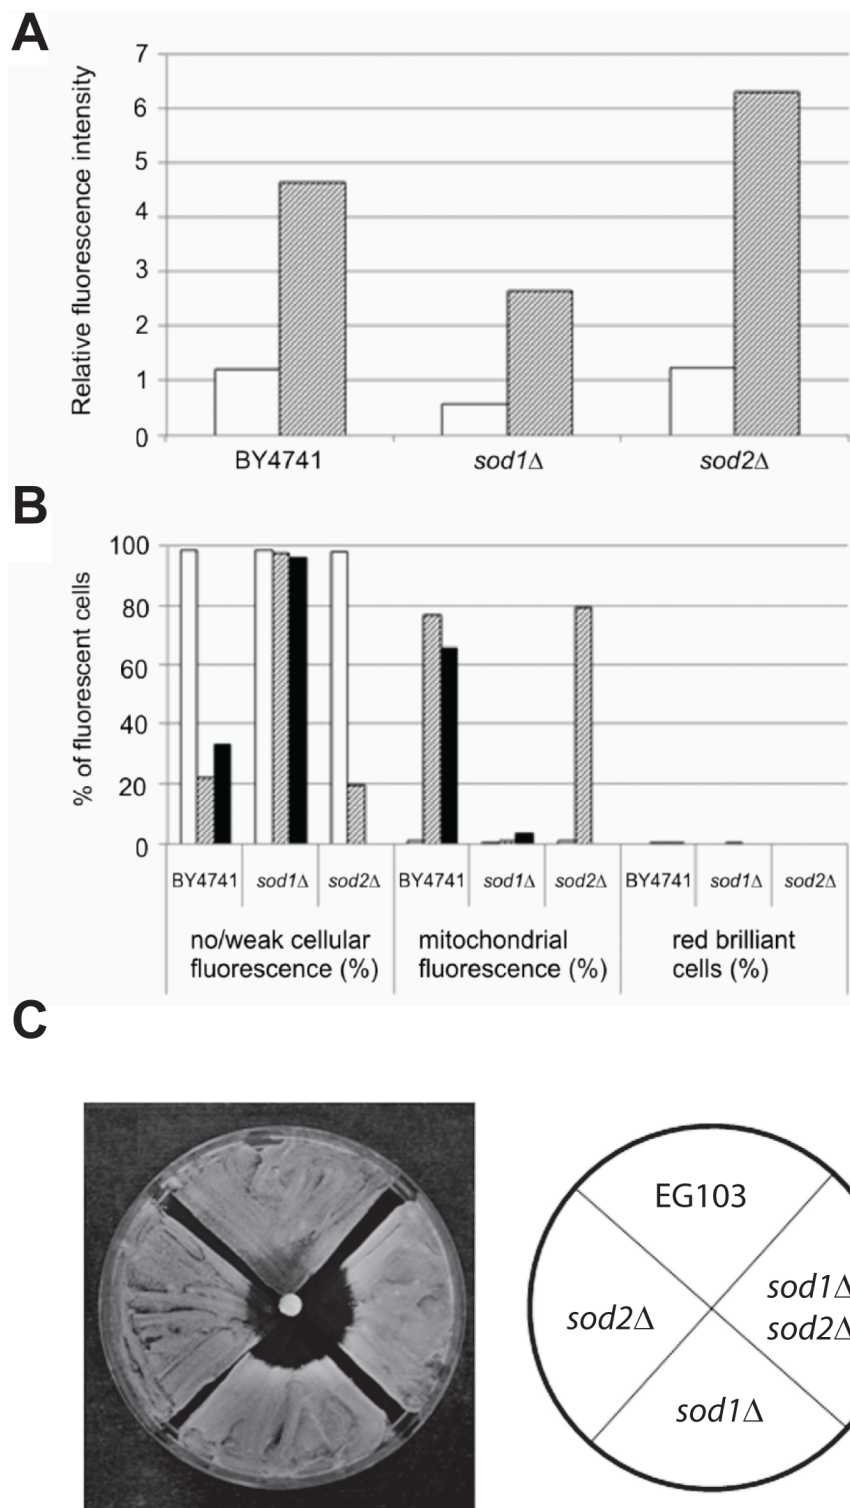 A
Relative fluorescence intensity
7
6
5
4
3
2
1
0
BY4741
sod1Δ
sod2Δ
B
% of fluorescent cells
100
80
60
40
20
0
BY4741
sod1Δ
sod2Δ
BY4741
sod1Δ
sod2Δ
BY4741
sod1Δ
sod2Δ
no/weak cellular
fluorescence (%)
mitochondrial
fluorescence (%)
red brilliant
cells (%)
C
EG103
sod2Δ
sod1Δ
sod2Δ
sod1Δ